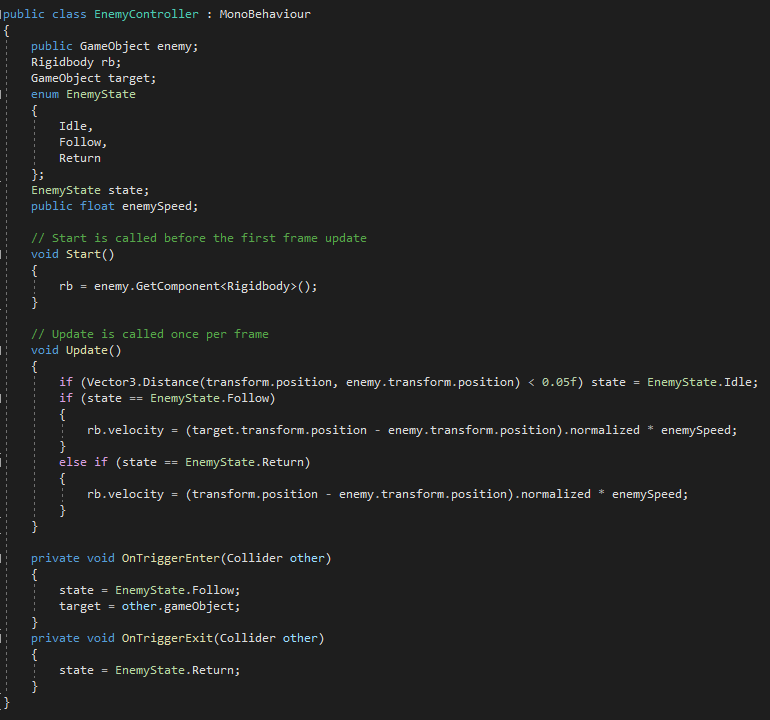 public class EnemyController : MonoBehaviour
{
    public GameObject enemy;
    Rigidbody rb;
    GameObject target;
    enum EnemyState
    {
        Idle,
        Follow,
        Return
    };
    EnemyState state;
    public float enemySpeed;

    // Start is called before the first frame update
    void Start()
    {
        rb = enemy.GetComponent<Rigidbody>();
    }

    // Update is called once per frame
    void Update()
    {
        if (Vector3.Distance(transform.position, enemy.transform.position) < 0.05f) state = EnemyState.Idle;
        if (state == EnemyState.Follow)
        {
            rb.velocity = (target.transform.position - enemy.transform.position).normalized * enemySpeed;
        }
        else if (state == EnemyState.Return)
        {
            rb.velocity = (transform.position - enemy.transform.position).normalized * enemySpeed;
        }
    }

    private void OnTriggerEnter(Collider other)
    {
        state = EnemyState.Follow;
        target = other.gameObject;
    }
    private void OnTriggerExit(Collider other)
    {
        state = EnemyState.Return;
    }
}